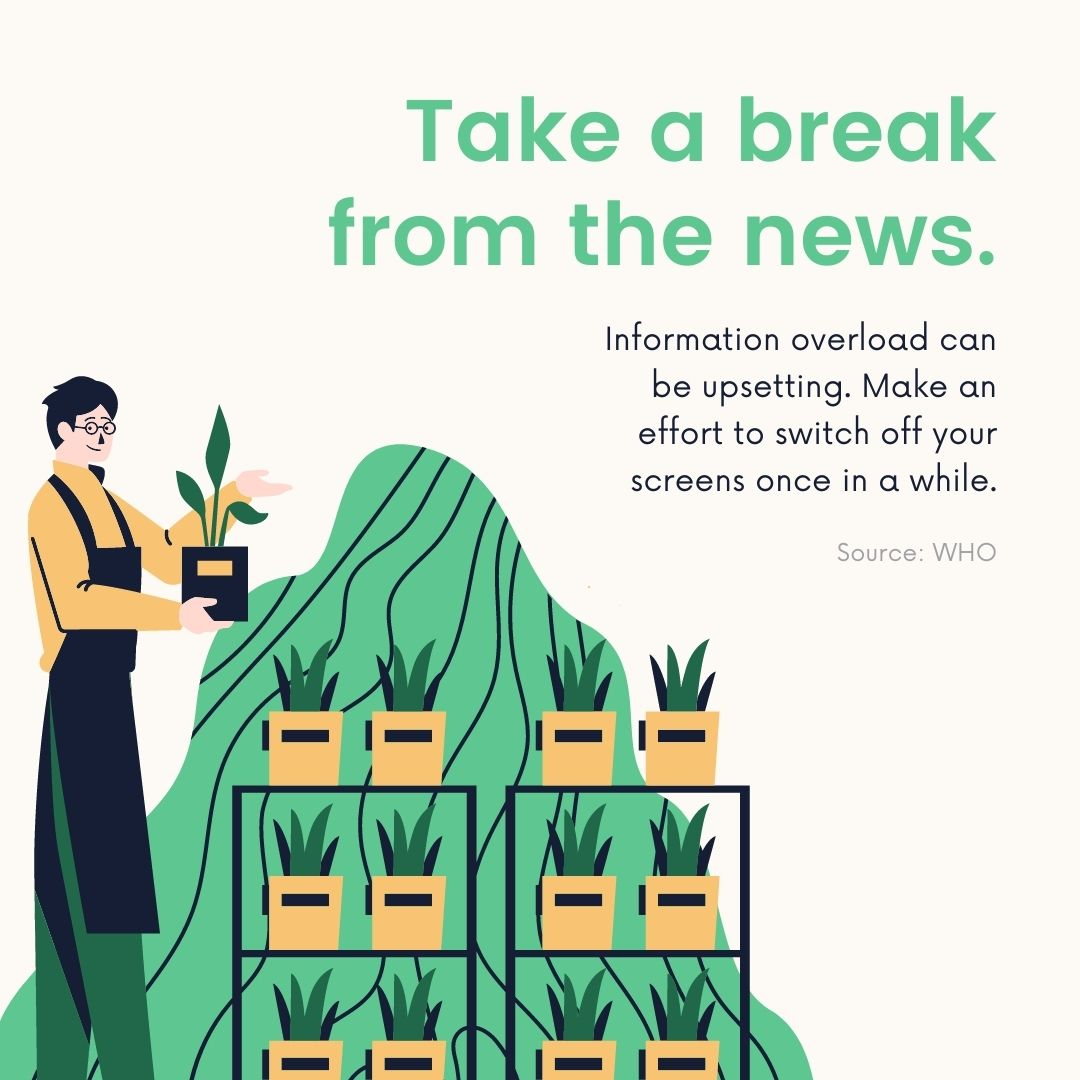 Take a break
from the news.
Information overload can
be upsetting. Make an
effort to switch off your
screens once in a while.
Source: WHO